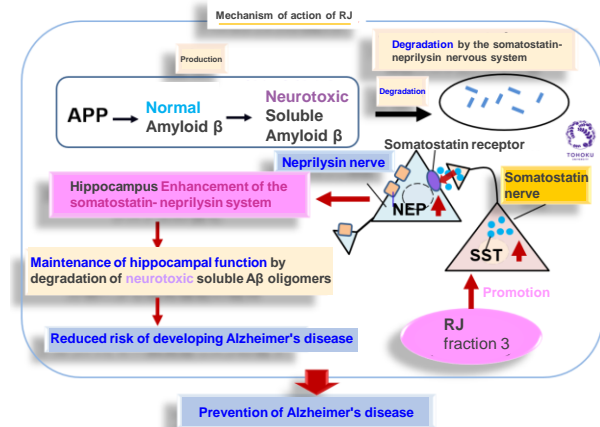 Mechanism of action of RJ
Production
Degradation by the somatostatin-
neprilysin nervous system
APP
Normal
Amyloid β
Neurotoxic
Soluble
Amyloid β
Degradation
Somatostatin receptor
TOHOKU
Neprilysin nerve
NEP
Somatostatin
nerve
SST
Hippocampus Enhancement of the
somatostatin- neprilysin system
Maintenance of hippocampal function by
degradation of neurotoxic soluble Aβ oligomers
Promotion
RJ
fraction 3
Reduced risk of developing Alzheimer's disease
Prevention of Alzheimer's disease